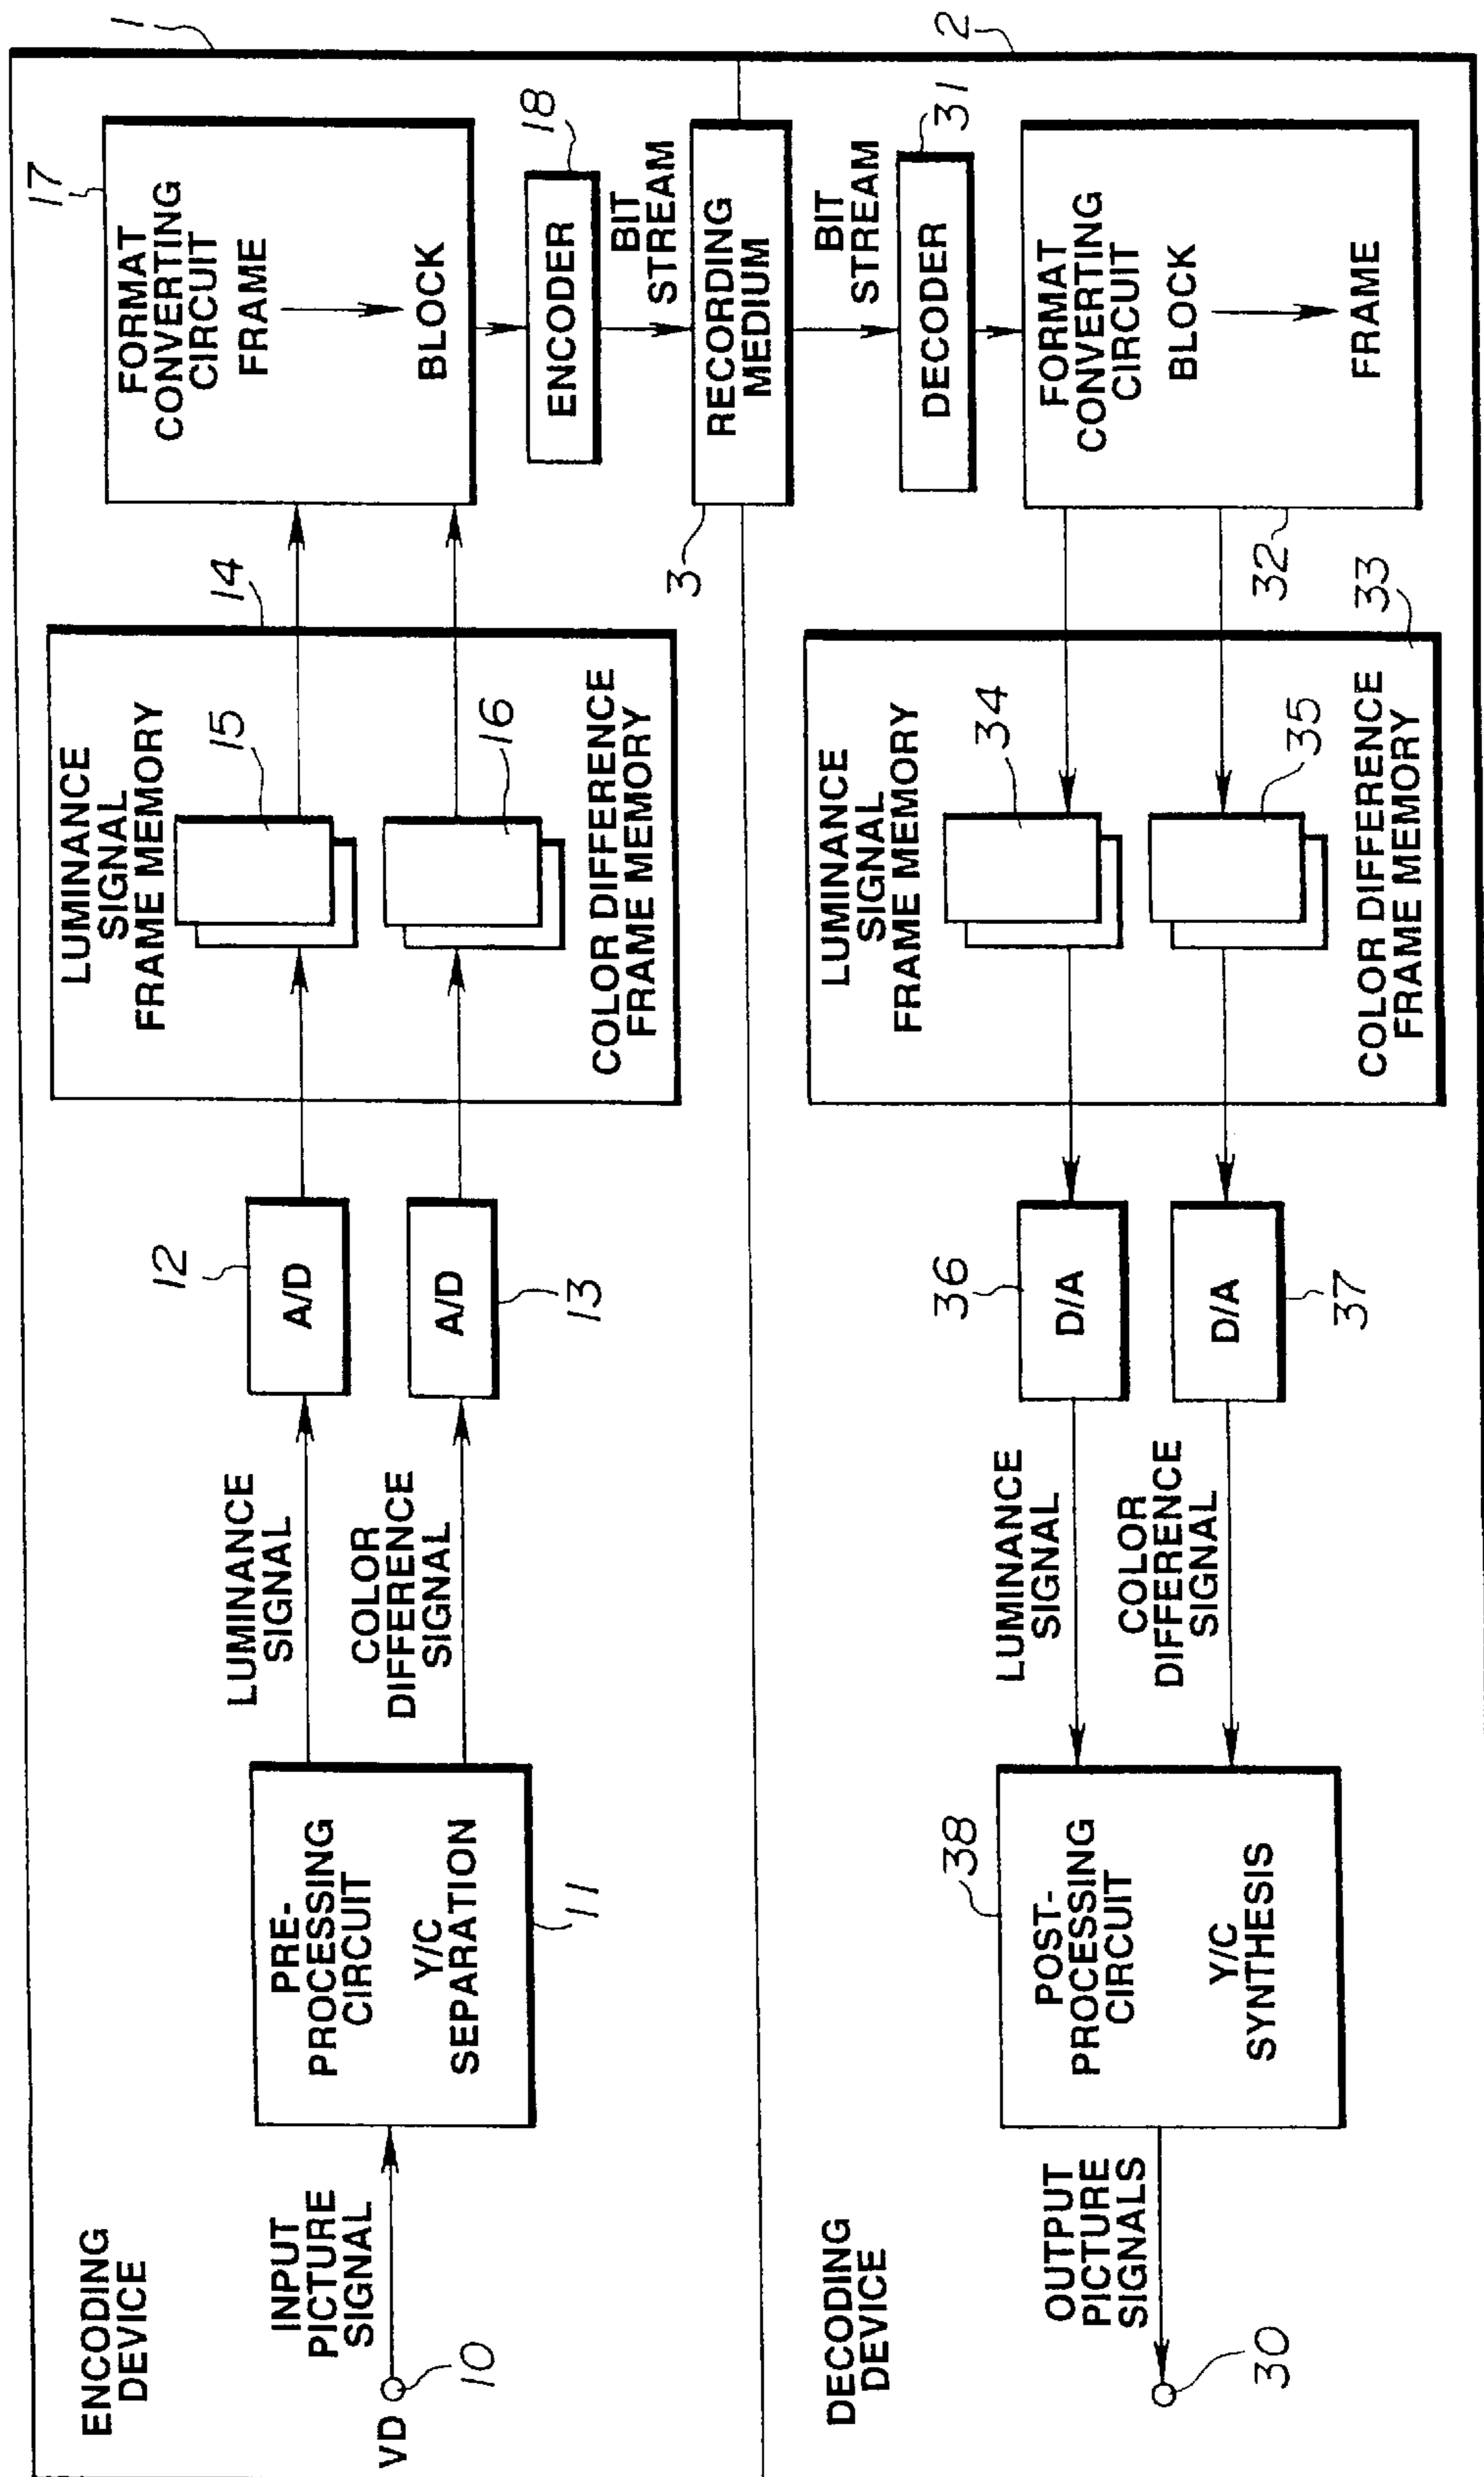 1
ENCODING
DEVICE
VD
10
INPUT
PICTURE
SIGNAL
PRE-
PROCESSING
CIRCUIT
Y/C
SEPARATION
11
LUMINANCE
SIGNAL
COLOR
DIFFERENCE
SIGNAL
12
A/D
A/D
13
14
LUMINANCE
SIGNAL
FRAME MEMORY
15
16
COLOR DIFFERENCE
FRAME MEMORY
17
FORMAT
CONVERTING
CIRCUIT
FRAME
BLOCK
18
ENCODER
BIT
STREAM
3
RECORDING
MEDIUM
2
DECODING
DEVICE
BIT
STREAM
31
DECODER
FORMAT
CONVERTING
CIRCUIT
BLOCK
FRAME
32
33
LUMINANCE
SIGNAL
FRAME MEMORY
34
35
COLOR DIFFERENCE
FRAME MEMORY
36
D/A
D/A
37
LUMINANCE
SIGNAL
COLOR
DIFFERENCE
SIGNAL
38
POST-
PROCESSING
CIRCUIT
Y/C
SYNTHESIS
OUTPUT
PICTURE
SIGNALS
30